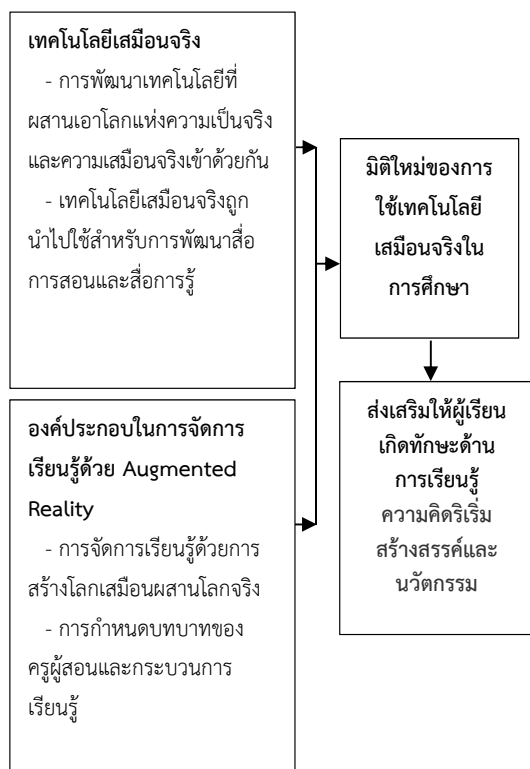 เทคโนโลยีเสมือนจริง
- การพัฒนาเทคโนโลยีที่
ผสานเอาโลกแห่งความเป็นจริง
และความเสมือนจริงเข้าด้วยกัน
- เทคโนโลยีเสมือนจริงถูก
นำไปใช้สำหรับการพัฒนาสื่อ
การสอนและสื่อการรู้
องค์ประกอบในการจัดการ
เรียนรู้ด้วย Augmented
Reality
- การจัดการเรียนรู้ด้วยการ
สร้างโลกเสมือนผสานโลกจริง
- การกำหนดบทบาทของ
ครูผู้สอนและกระบวนการ
เรียนรู้
มิติใหม่ของการ
ใช้เทคโนโลยี
เสมือนจริงใน
การศึกษา
ส่งเสริมให้ผู้เรียน
เกิดทักษะด้าน
การเรียนรู้
ความคิดริเริ่ม
สร้างสรรค์และ
นวัตกรรม